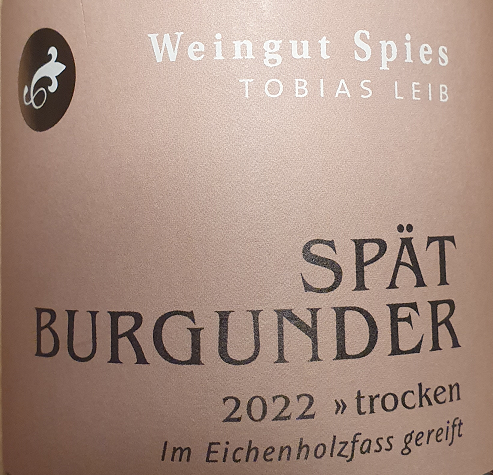 Weingut Spies
TOBIAS LEIB
SPÄT
BURGUNDER
2022 » trocken
Im Eichenholzfass gereift